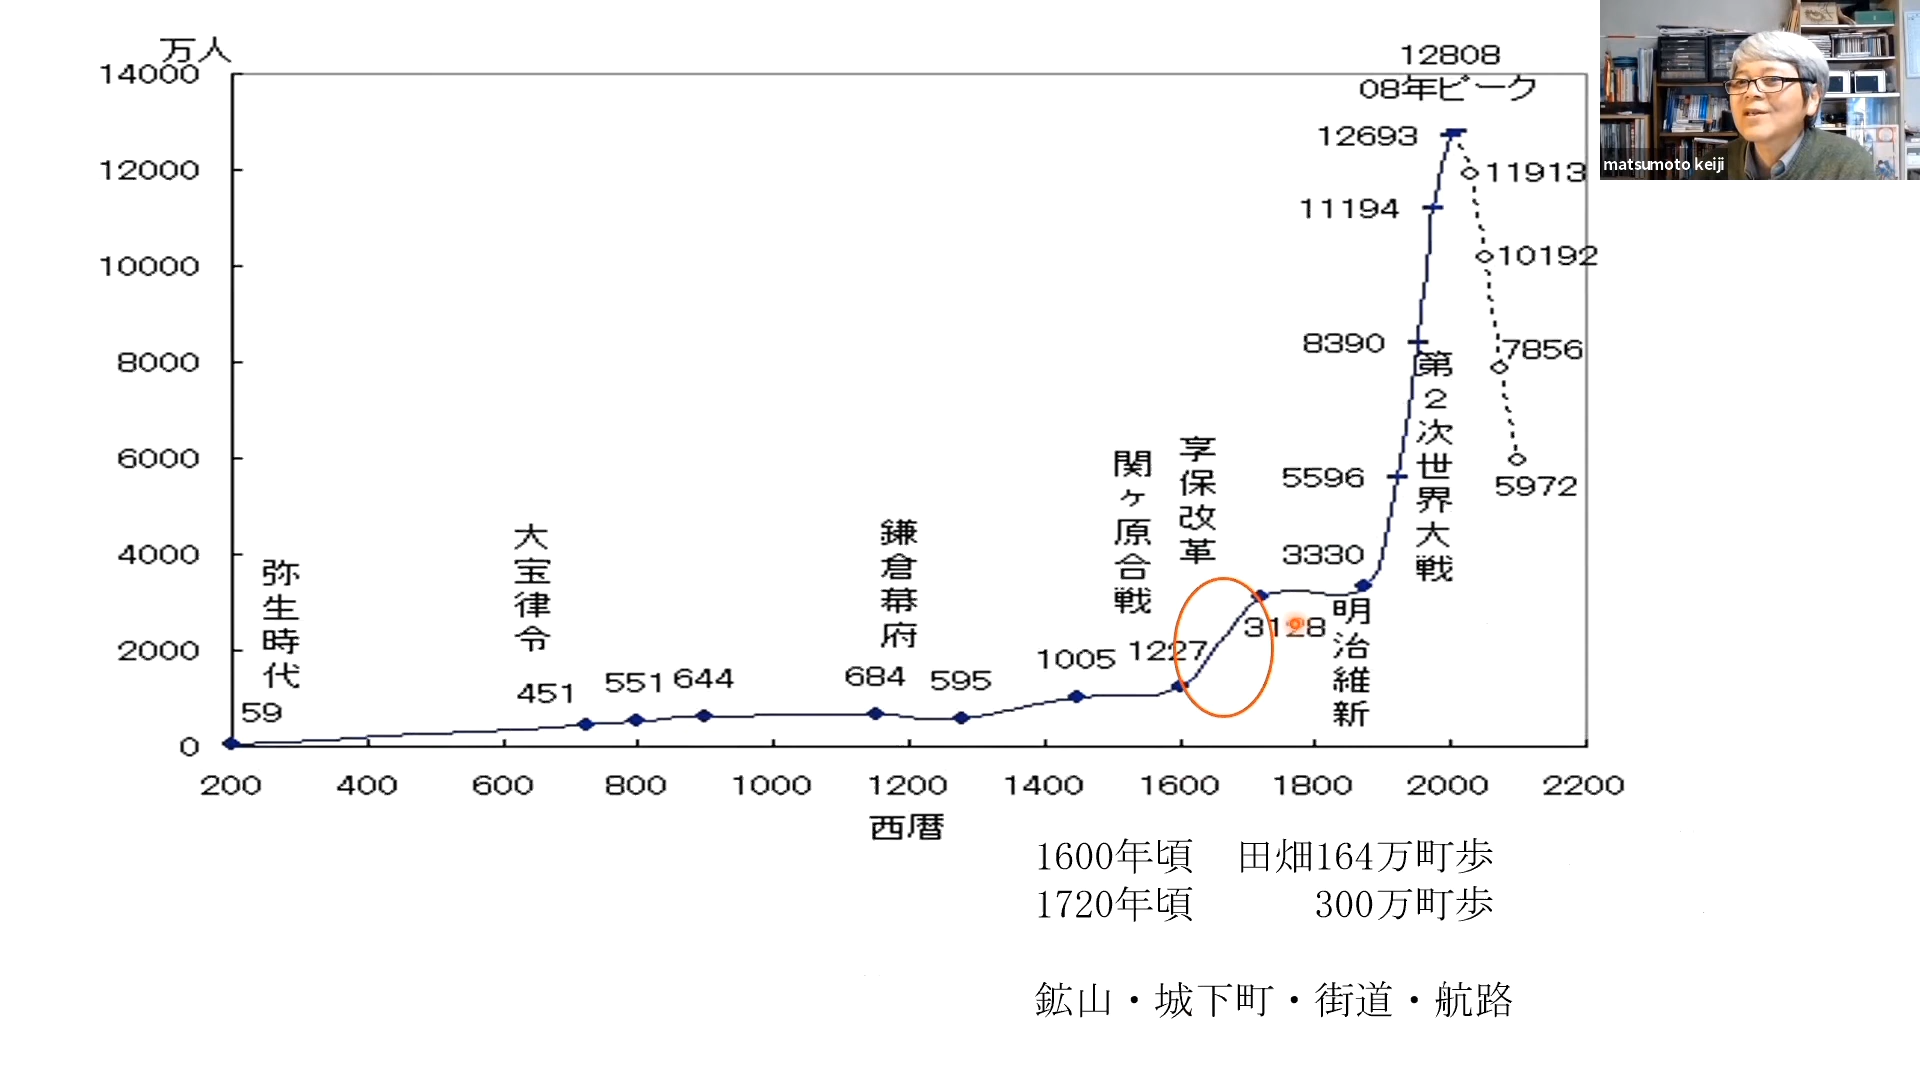 万人
14000
12000
10000
8000
6000
4000
2000
0
200 400 600 800 1000 1200 1400 1600 1800 2000 2200
西暦
59
451
551
644
684
595
1005
1227
3128
3330
5596
8390
11194
12693
12808
08年ピーク
11913
10192
7856
5972
弥生時代
大宝律令
鎌倉幕府
関ヶ原合戦
享保改革
明治維新
第2次世界大戦
1600年頃 田畑164万町歩
1720年頃 300万町歩
鉱山・城下町・街道・航路
matsumoto keiji